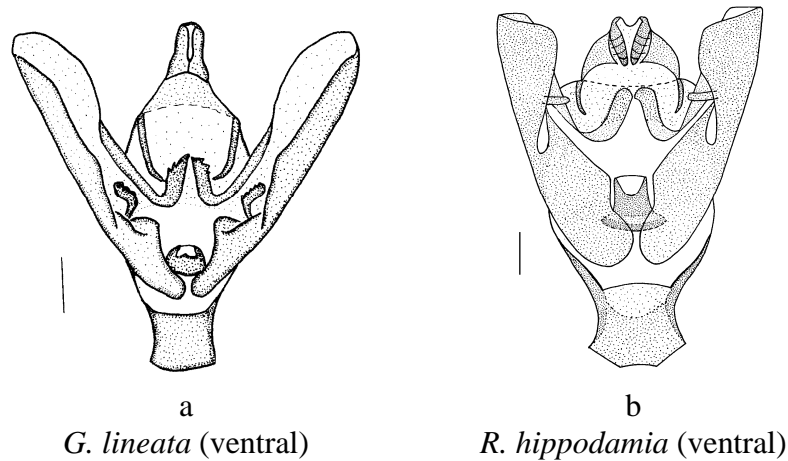 a
b
G. lineata (ventral)
R. hippodamia (ventral)